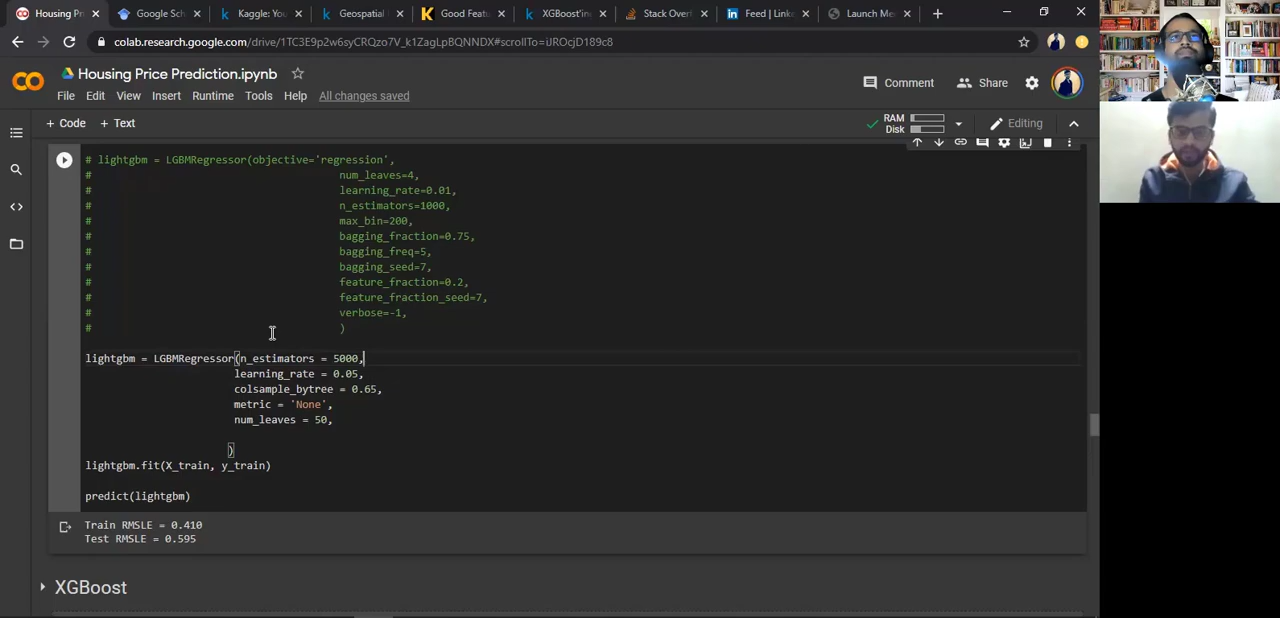 Housing Pr
Google Sch
Kaggle: You
Geospatial
Good Featu
XGBoost'in
Stack Overf
Feed | Link
Launch Me
colab.research.google.com/drive/1TC3E9p2w6syCRQzo7V_k1ZagLpBQNNDX#scrollTo=iJROcjD189c8
Housing Price Prediction.ipynb
Comment
Share
File Edit View Insert Runtime Tools Help All changes saved
+ Code + Text
RAM
Disk
Editing
# lightgbm = LGBMRegressor(objective='regression',
# num_leaves=4,
# learning_rate=0.01,
# n_estimators=1000,
# max_bin=200,
# bagging_fraction=0.75,
# bagging_freq=5,
# bagging_seed=7,
# feature_fraction=0.2,
# feature_fraction_seed=7,
# verbose=-1,
# )
lightgbm = LGBMRegressor(n_estimators = 5000,
learning_rate = 0.05,
colsample_bytree = 0.65,
metric = 'None',
num_leaves = 50,
)
lightgbm.fit(X_train, y_train)
predict(lightgbm)
Train RMSLE = 0.410
Test RMSLE = 0.595
XGBoost